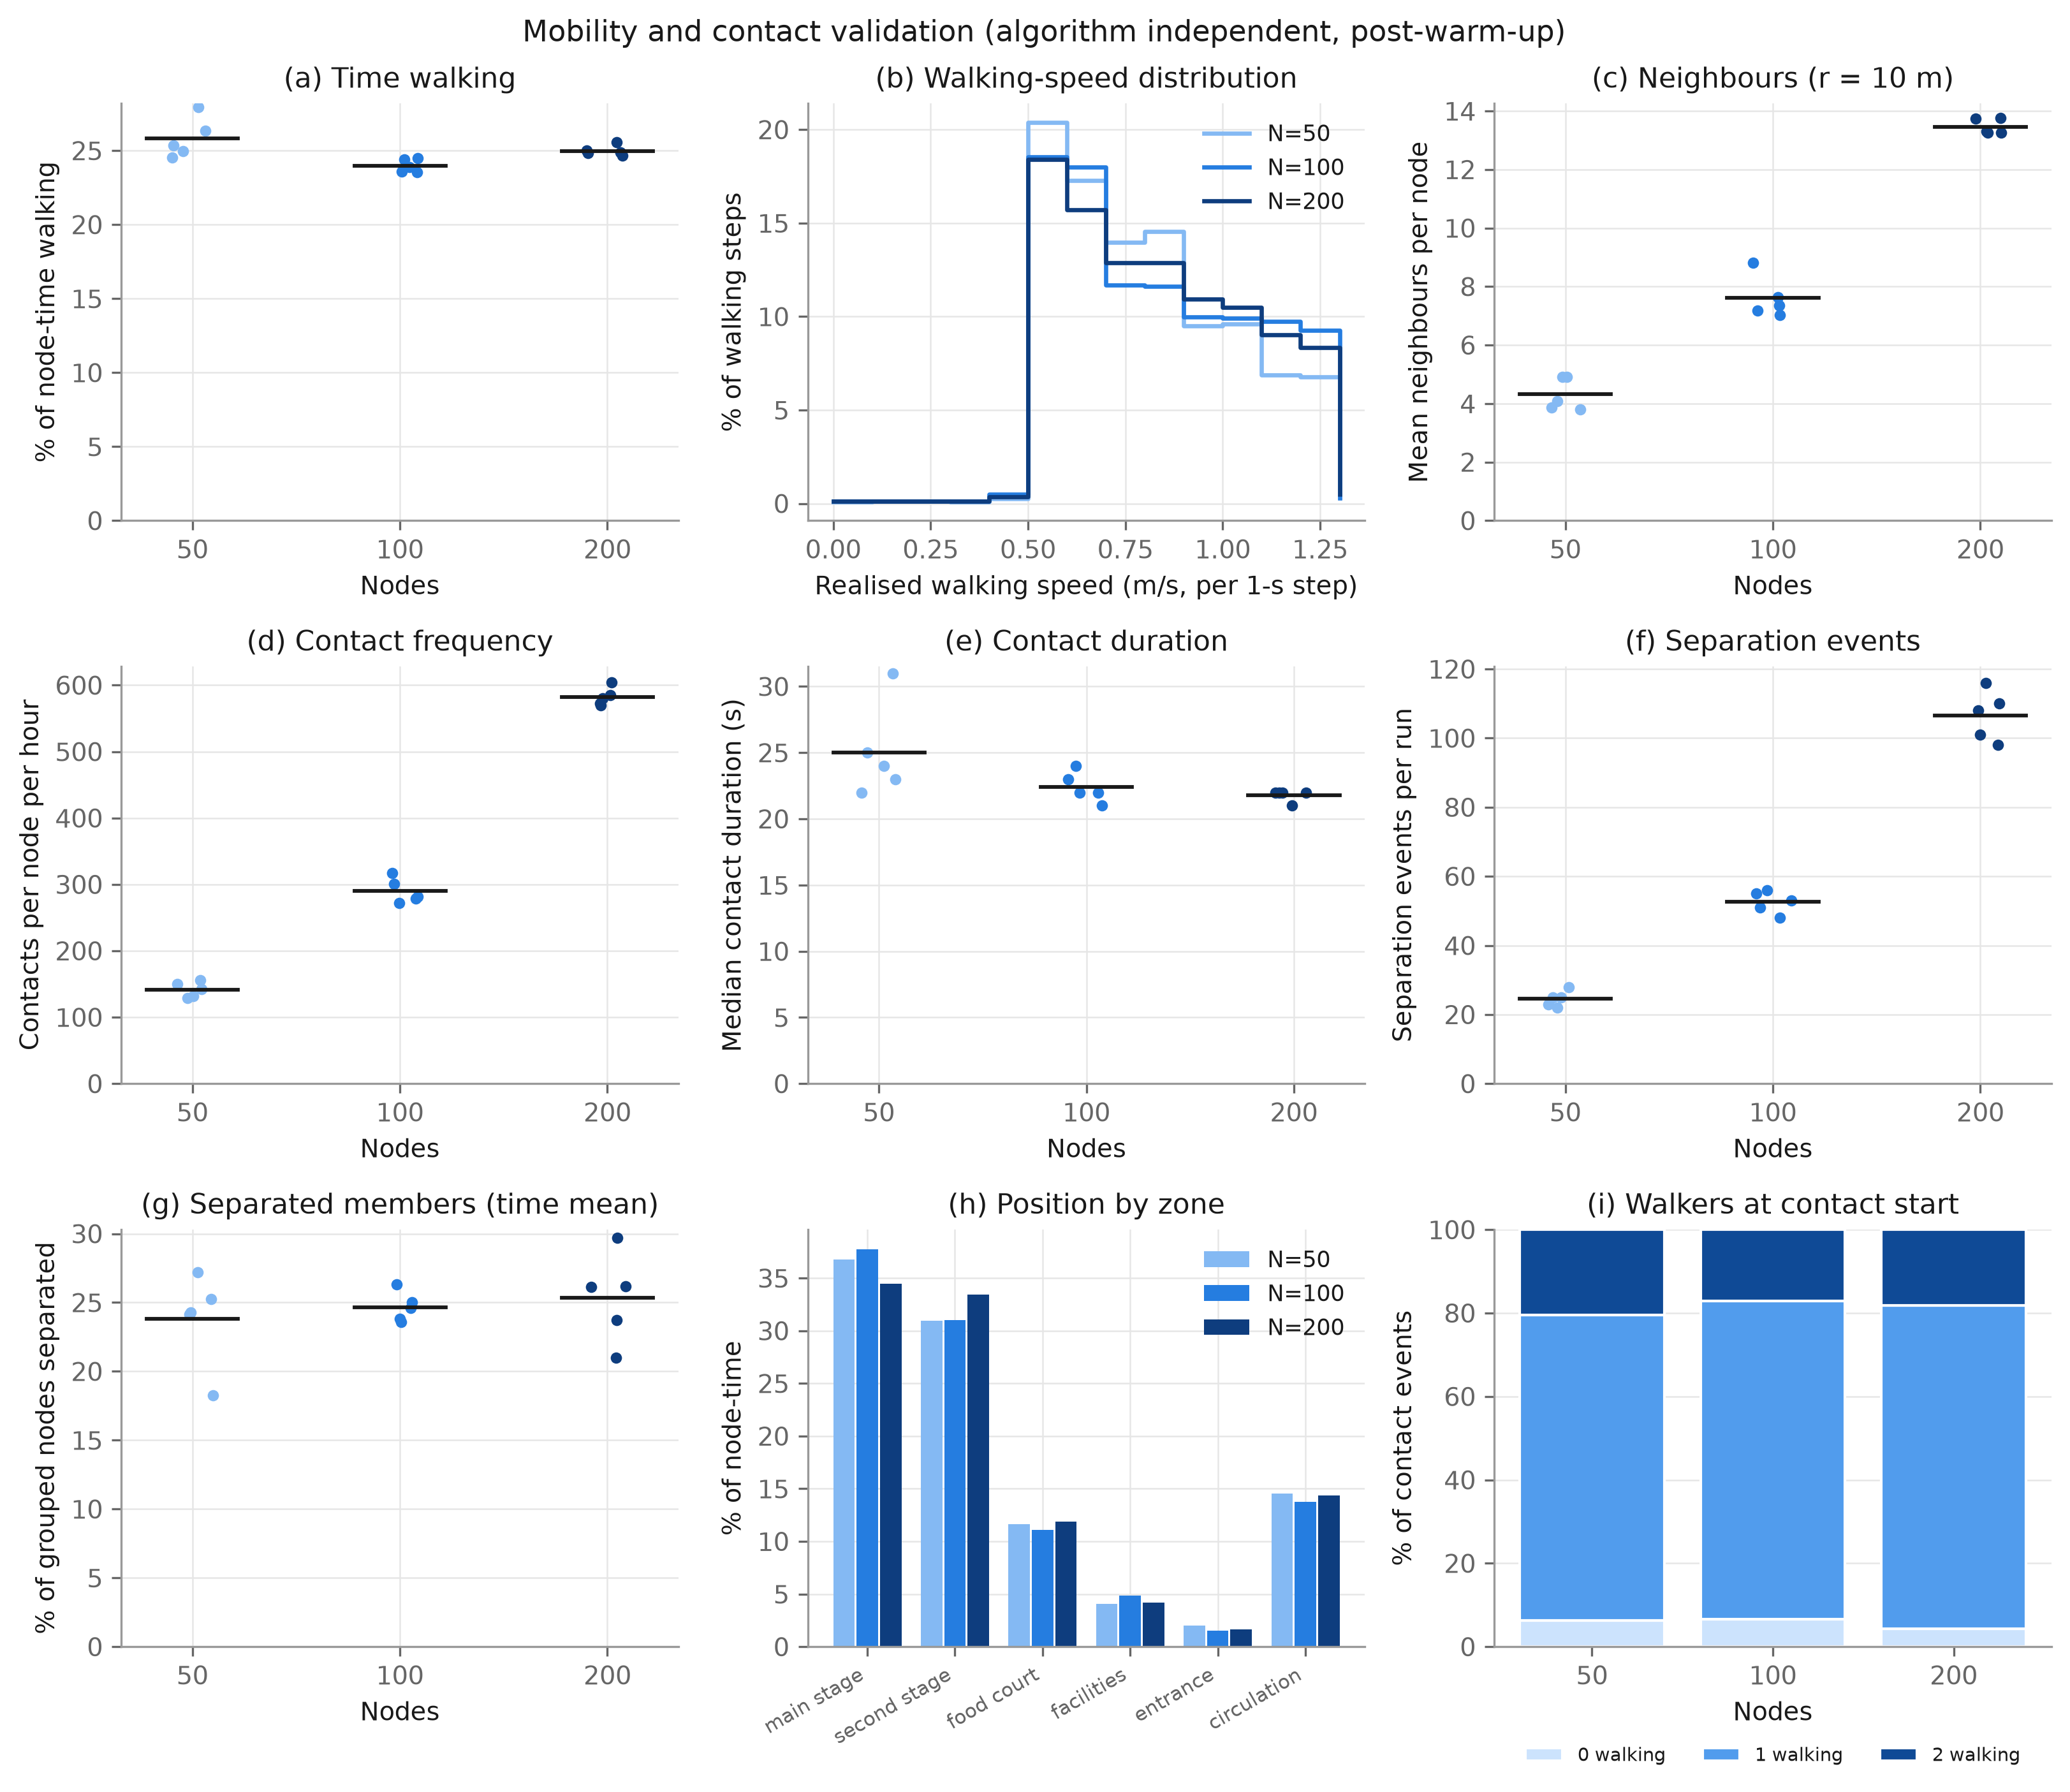 Mobility and contact validation (algorithm independent, post-warm-up)
(a) Time walking
% of node-time walking
25
20
15
10
5
0
50 100 200
Nodes
(b) Walking-speed distribution
% of walking steps
20
15
10
5
0
N=50
N=100
N=200
0.00 0.25 0.50 0.75 1.00 1.25
Realised walking speed (m/s, per 1-s step)
(c) Neighbours (r = 10 m)
Mean neighbours per node
14
12
10
8
6
4
2
0
50 100 200
Nodes
(d) Contact frequency
Contacts per node per hour
600
500
400
300
200
100
0
50 100 200
Nodes
(e) Contact duration
Median contact duration (s)
30
25
20
15
10
5
0
50 100 200
Nodes
(f) Separation events
Separation events per run
120
100
80
60
40
20
0
50 100 200
Nodes
(g) Separated members (time mean)
% of grouped nodes separated
30
25
20
15
10
5
0
50 100 200
Nodes
(h) Position by zone
% of node-time
35
30
25
20
15
10
5
0
N=50
N=100
N=200
main stage
second stage
food court
facilities
entrance
circulation
(i) Walkers at contact start
% of contact events
100
80
60
40
20
0
50 100 200
Nodes
0 walking 1 walking 2 walking